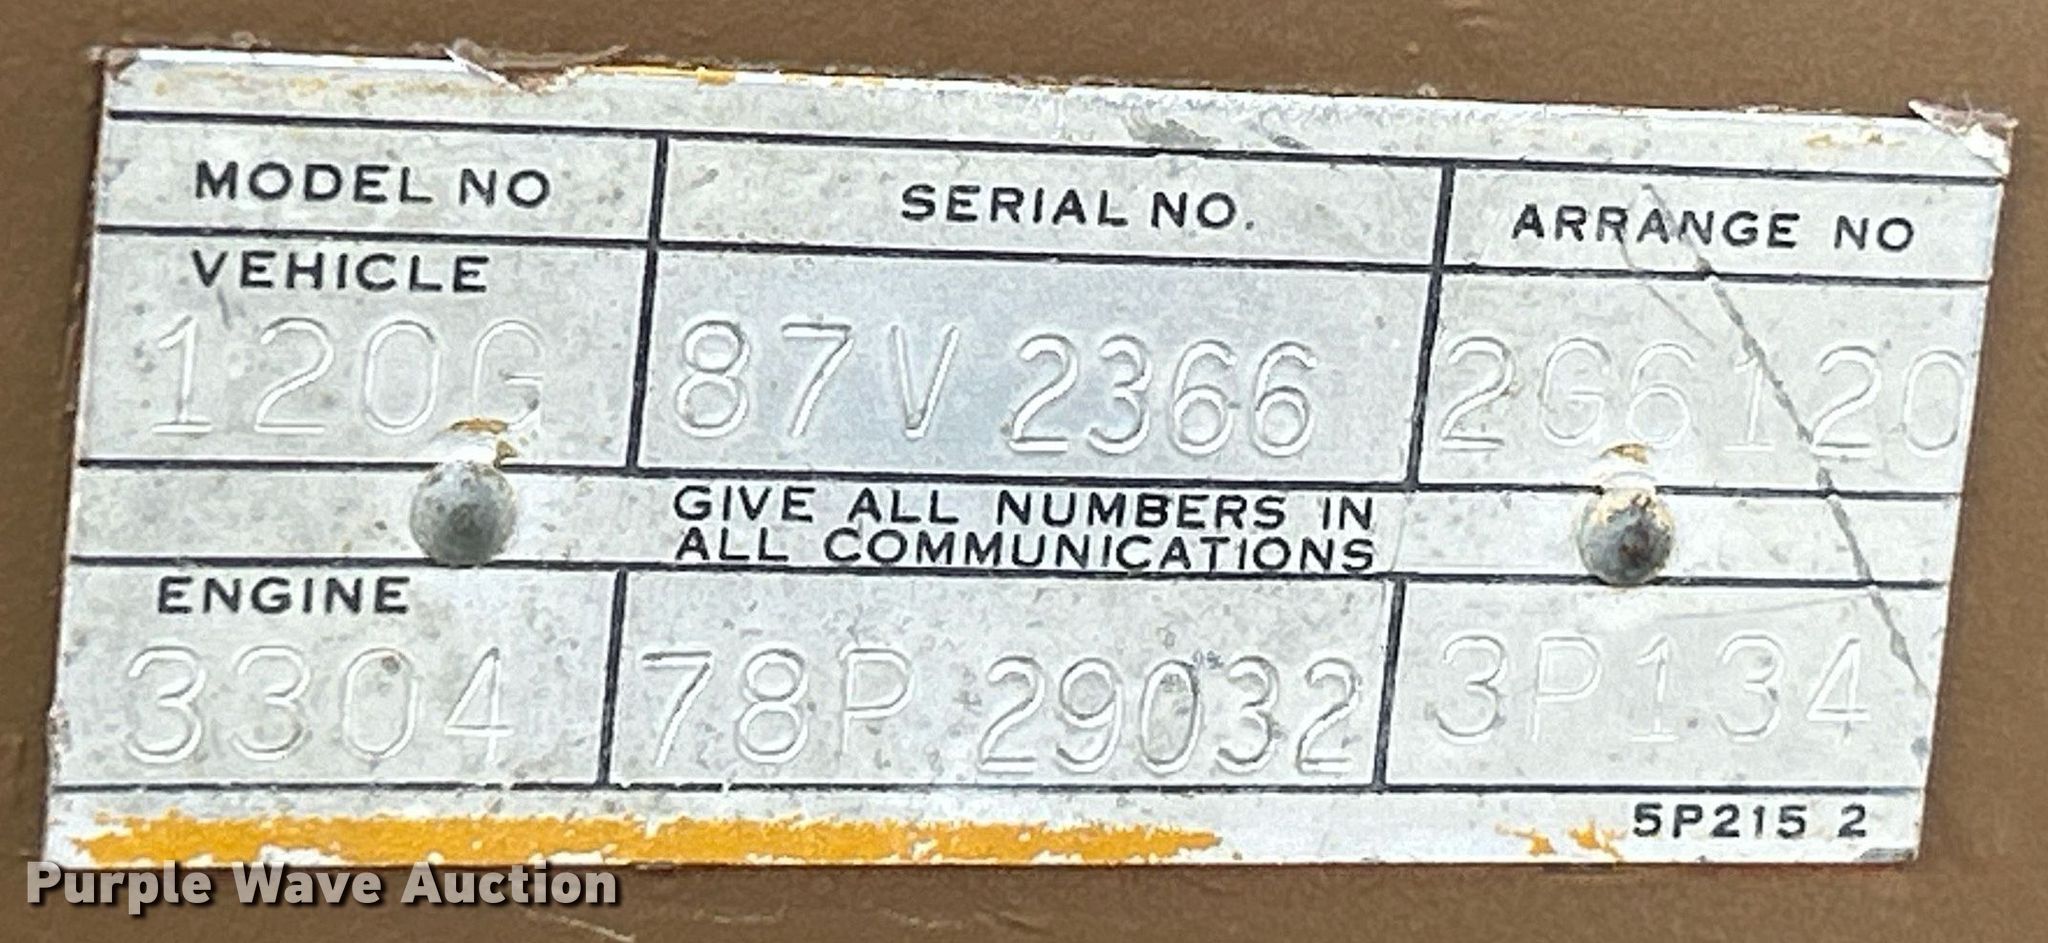 MODEL NO SERIAL NO. ARRANGE NO
VEHICLE
120G 87V 2366 2G6120
GIVE ALL NUMBERS IN
ALL COMMUNICATIONS
ENGINE
3304 78P 29032 3P134
5P215 2
Purple Wave Auction